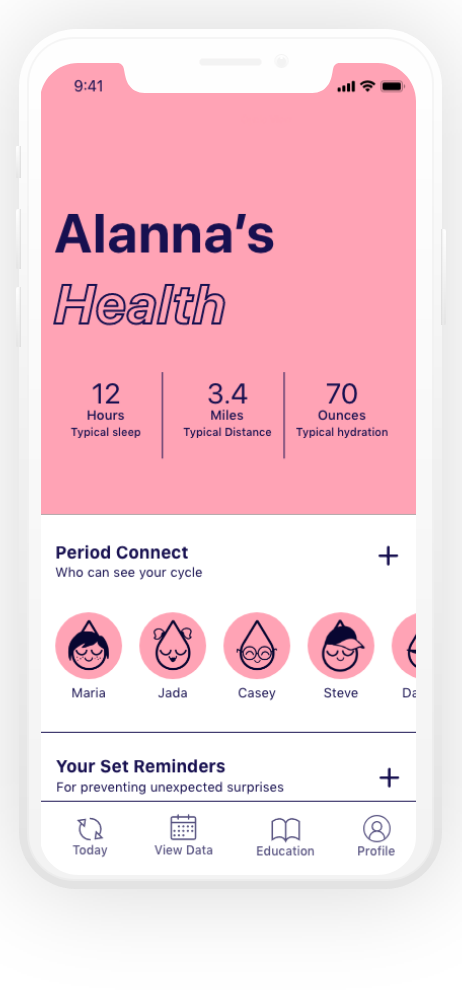 9:41
Alanna's
Health
12
Hours
Typical sleep
3.4
Miles
Typical Distance
70
Ounces
Typical hydration
Period Connect
Who can see your cycle
Maria
Jada
Casey
Steve
Da
Your Set Reminders
For preventing unexpected surprises
Today
View Data
Education
Profile